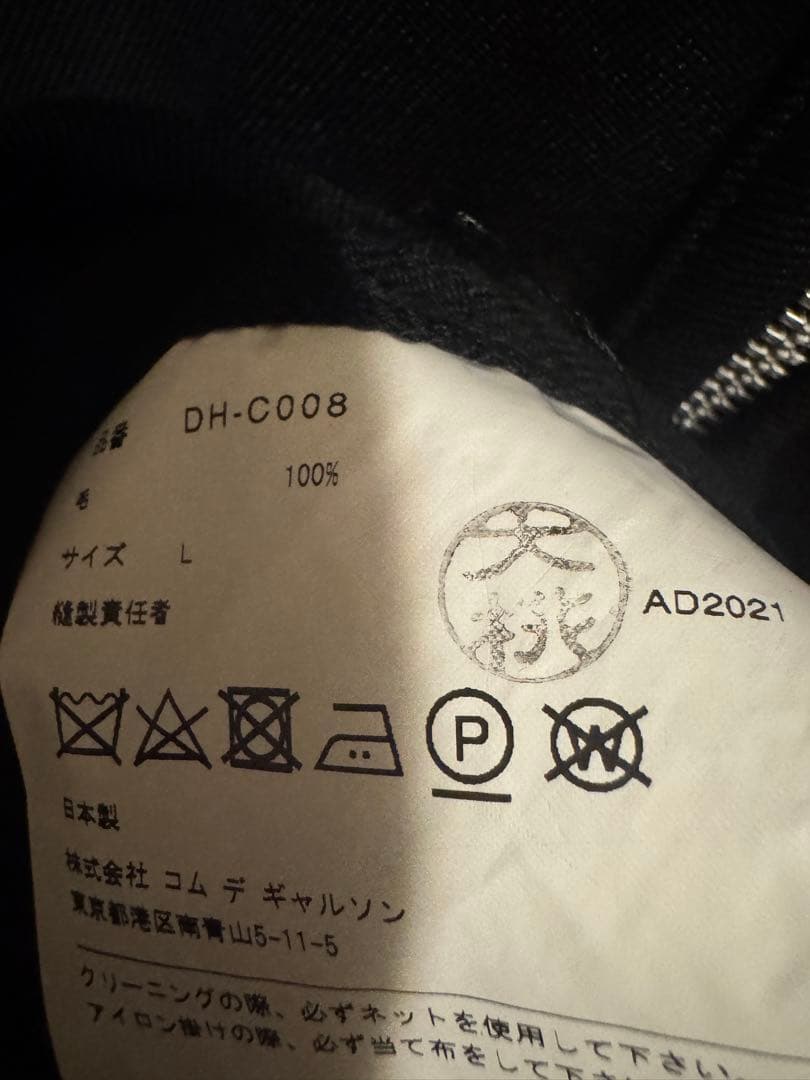 品番 DH-C008
毛 100%
サイズ L
縫製責任者
AD2021
P
W
日本製
株式会社 コム デ ギャルソン
東京都港区南青山5-11-5
クリーニングの際、必ずネットを使用して下さい。
アイロン掛けの際、必ず当て布をして下さ